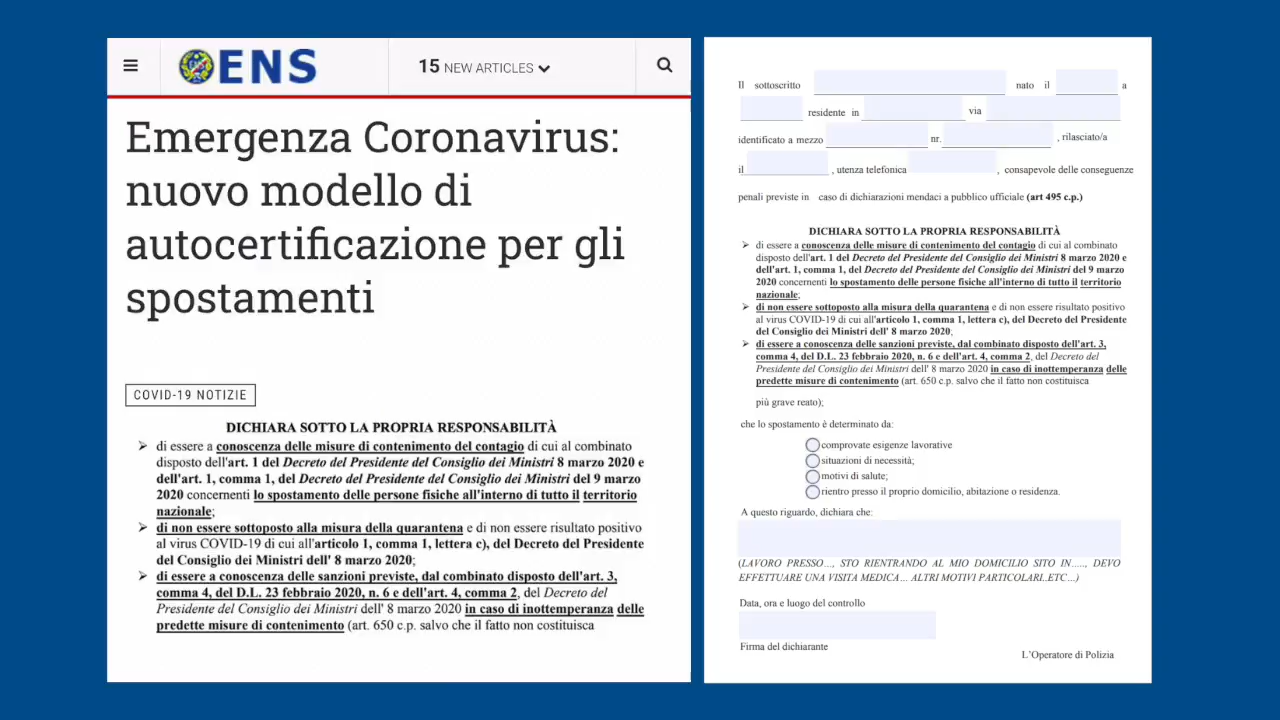 ENS
15 NEW ARTICLES
Emergenza Coronavirus:
nuovo modello di
autocertificazione per gli
spostamenti
COVID-19 NOTIZIE
DICHIARA SOTTO LA PROPRIA RESPONSABILITÀ
➢ di essere a conoscenza delle misure di contenimento del contagio di cui al combinato
disposto dell'art. 1 del Decreto del Presidente del Consiglio dei Ministri 8 marzo 2020 e
dell'art. 1, comma 1, del Decreto del Presidente del Consiglio dei Ministri del 9 marzo
2020 concernenti lo spostamento delle persone fisiche all'interno di tutto il territorio
nazionale;
➢ di non essere sottoposto alla misura della quarantena e di non essere risultato positivo
al virus COVID-19 di cui all'articolo 1, comma 1, lettera c), del Decreto del Presidente
del Consiglio dei Ministri dell' 8 marzo 2020;
➢ di essere a conoscenza delle sanzioni previste, dal combinato disposto dell'art. 3,
comma 4, del D.L. 23 febbraio 2020, n. 6 e dell'art. 4, comma 2, del Decreto del
Presidente del Consiglio dei Ministri dell' 8 marzo 2020 in caso di inottemperanza delle
predette misure di contenimento (art. 650 c.p. salvo che il fatto non costituisca
Il sottoscritto nato il a
residente in via
identificato a mezzo nr. , rilasciato/a
il , utenza telefonica , consapevole delle conseguenze
penali previste in caso di dichiarazioni mendaci a pubblico ufficiale (art 495 c.p.)
DICHIARA SOTTO LA PROPRIA RESPONSABILITÀ
➢ di essere a conoscenza delle misure di contenimento del contagio di cui al combinato
disposto dell'art. 1 del Decreto del Presidente del Consiglio dei Ministri 8 marzo 2020 e
dell'art. 1, comma 1, del Decreto del Presidente del Consiglio dei Ministri del 9 marzo
2020 concernenti lo spostamento delle persone fisiche all'interno di tutto il territorio
nazionale;
➢ di non essere sottoposto alla misura della quarantena e di non essere risultato positivo
al virus COVID-19 di cui all'articolo 1, comma 1, lettera c), del Decreto del Presidente
del Consiglio dei Ministri dell' 8 marzo 2020;
➢ di essere a conoscenza delle sanzioni previste, dal combinato disposto dell'art. 3,
comma 4, del D.L. 23 febbraio 2020, n. 6 e dell'art. 4, comma 2, del Decreto del
Presidente del Consiglio dei Ministri dell' 8 marzo 2020 in caso di inottemperanza delle
predette misure di contenimento (art. 650 c.p. salvo che il fatto non costituisca
più grave reato);
che lo spostamento è determinato da:
comprovate esigenze lavorative
situazioni di necessità;
motivi di salute;
rientro presso il proprio domicilio, abitazione o residenza.
A questo riguardo, dichiara che:
(LAVORO PRESSO…, STO RIENTRANDO AL MIO DOMICILIO SITO IN….., DEVO
EFFETTUARE UNA VISITA MEDICA… ALTRI MOTIVI PARTICOLARI..ETC…)
Data, ora e luogo del controllo
Firma del dichiarante
L'Operatore di Polizia